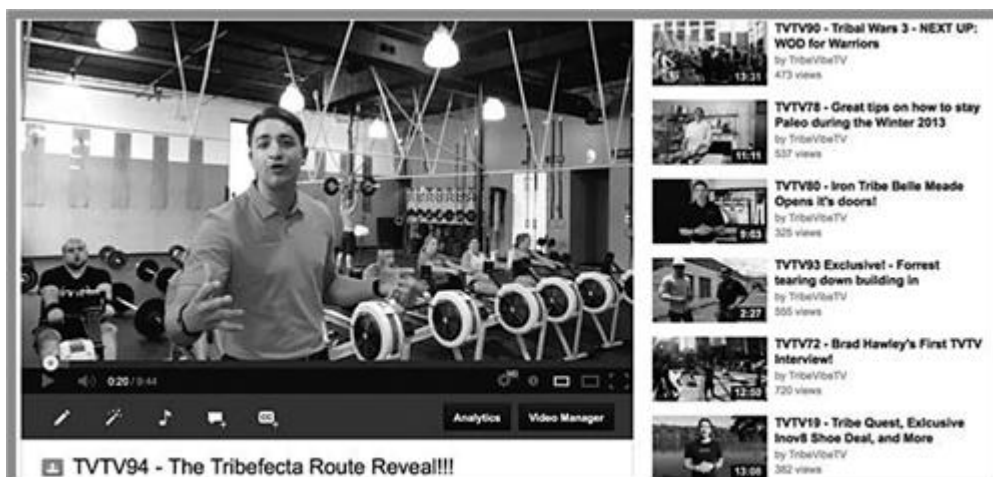 0:20 / 9:44
Analytics
Video Manager
TVTV94 - The Tribefecta Route Reveal!!!
13:31
TVTV90 - Tribal Wars 3 - NEXT UP:
WOD for Warriors
by TribeVibeTV
473 views
11:11
TVTV78 - Great tips on how to stay
Paleo during the Winter 2013
by TribeVibeTV
537 views
9:03
TVTV80 - Iron Tribe Belle Meade
Opens it's doors!
by TribeVibeTV
325 views
2:27
TVTV93 Exclusive! - Forrest
tearing down building in
by TribeVibeTV
555 views
TVTV72 - Brad Hawley's First TVTV
Interview!
by TribeVibeTV
720 views
13:08
TVTV19 - Tribe Quest, Exlcusive
Inov8 Shoe Deal, and More
by TribeVibeTV
382 views